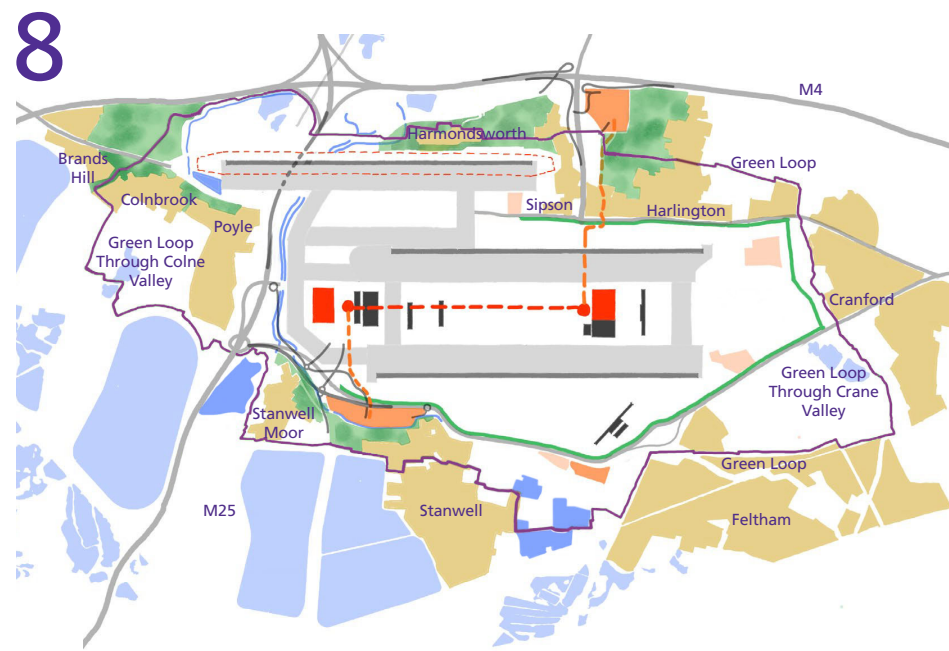 8
M4
Harmondsworth
Brands
Hill
Green Loop
Colnbrook
Sipson
Harlington
Poyle
Green Loop
Through Colne
Valley
Cranford
Green Loop
Through Crane
Valley
Stanwell
Moor
Green Loop
M25
Stanwell
Feltham